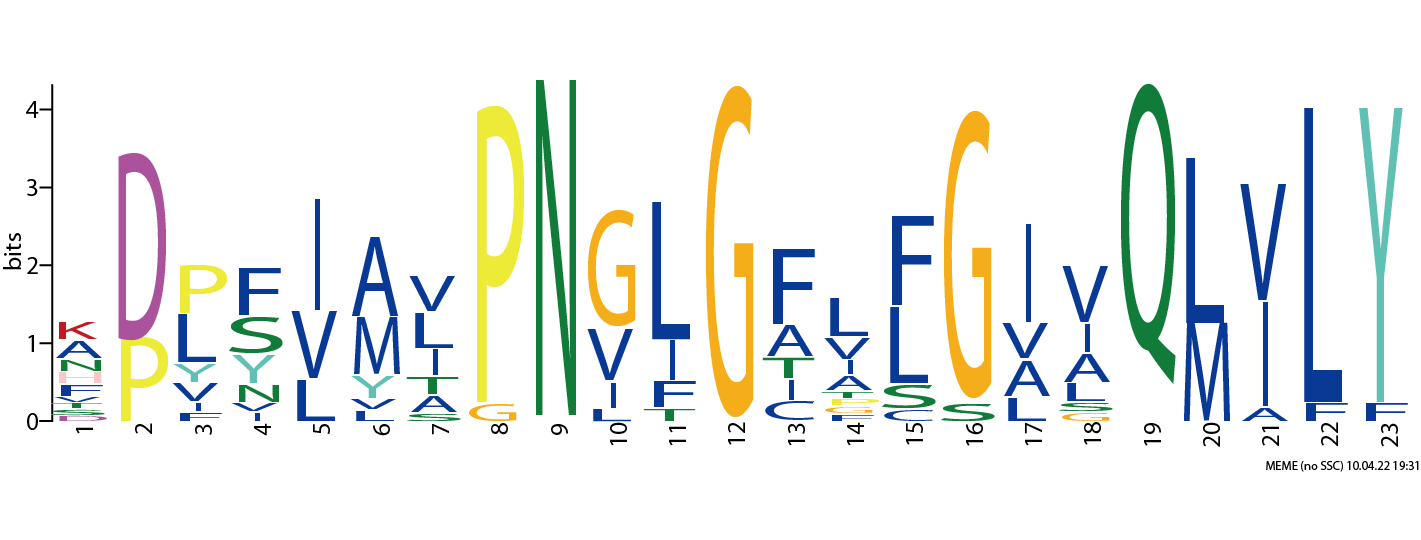 bits
4
3
2
1
0
K D P F I A V P N G L G F L F G I V Q L V L Y
A P L S V M L G V I A V L S V I M I F F
N Y Y L Y I I F T A S A A A
H V N V T J T I C L L
F I V L A C S
V F I S G
1 2 3 4 5 6 7 8 9 10 11 12 13 14 15 16 17 18 19 20 21 22 23
MEME (no SSC) 10.04.22 19:31